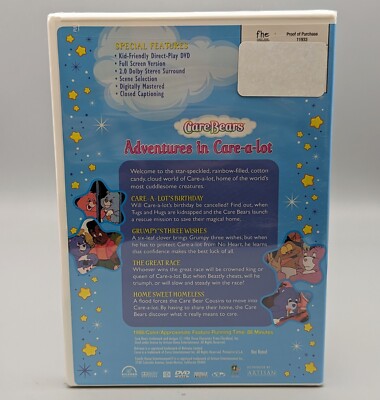 SPECIAL FEATURES
• Kid-Friendly Direct-Play DVD
• Full Screen Version
• 2.0 Dolby Stereo Surround
• Scene Selection
• Digitally Mastered
• Closed Captioning
fhe
Proof of Purchase
11933
Care Bears
Adventures in Care-a-lot
Welcome to the star-speckled, rainbow-filled, cotton
candy, cloud world of Care-a-lot, home of the world's
most cuddlesome creatures.
CARE-A-LOT'S BIRTHDAY
Will Care-a-lot's birthday be cancelled? Find out, when
Tugs and Hugs are kidnapped and the Care Bears launch
a rescue mission to save their magical home.
GRUMPY'S THREE WISHES
A tri-leaf clover brings Grumpy three wishes, but when
he has to protect Care-a-lot from No Heart, he learns
that confidence makes the best luck of all.
THE GREAT RACE
Whoever wins the great race will be crowned king or
queen of Care-a-lot. But when Beastly cheats, will he
triumph, or will slow and steady win the race?
HOME SWEET HOMELESS
A flood forces the Care Bear Cousins to move into
Care-a-lot. By having to share their home, the Care
Bears discover what it really means to care.
Not Rated
DVD
ARTISAN